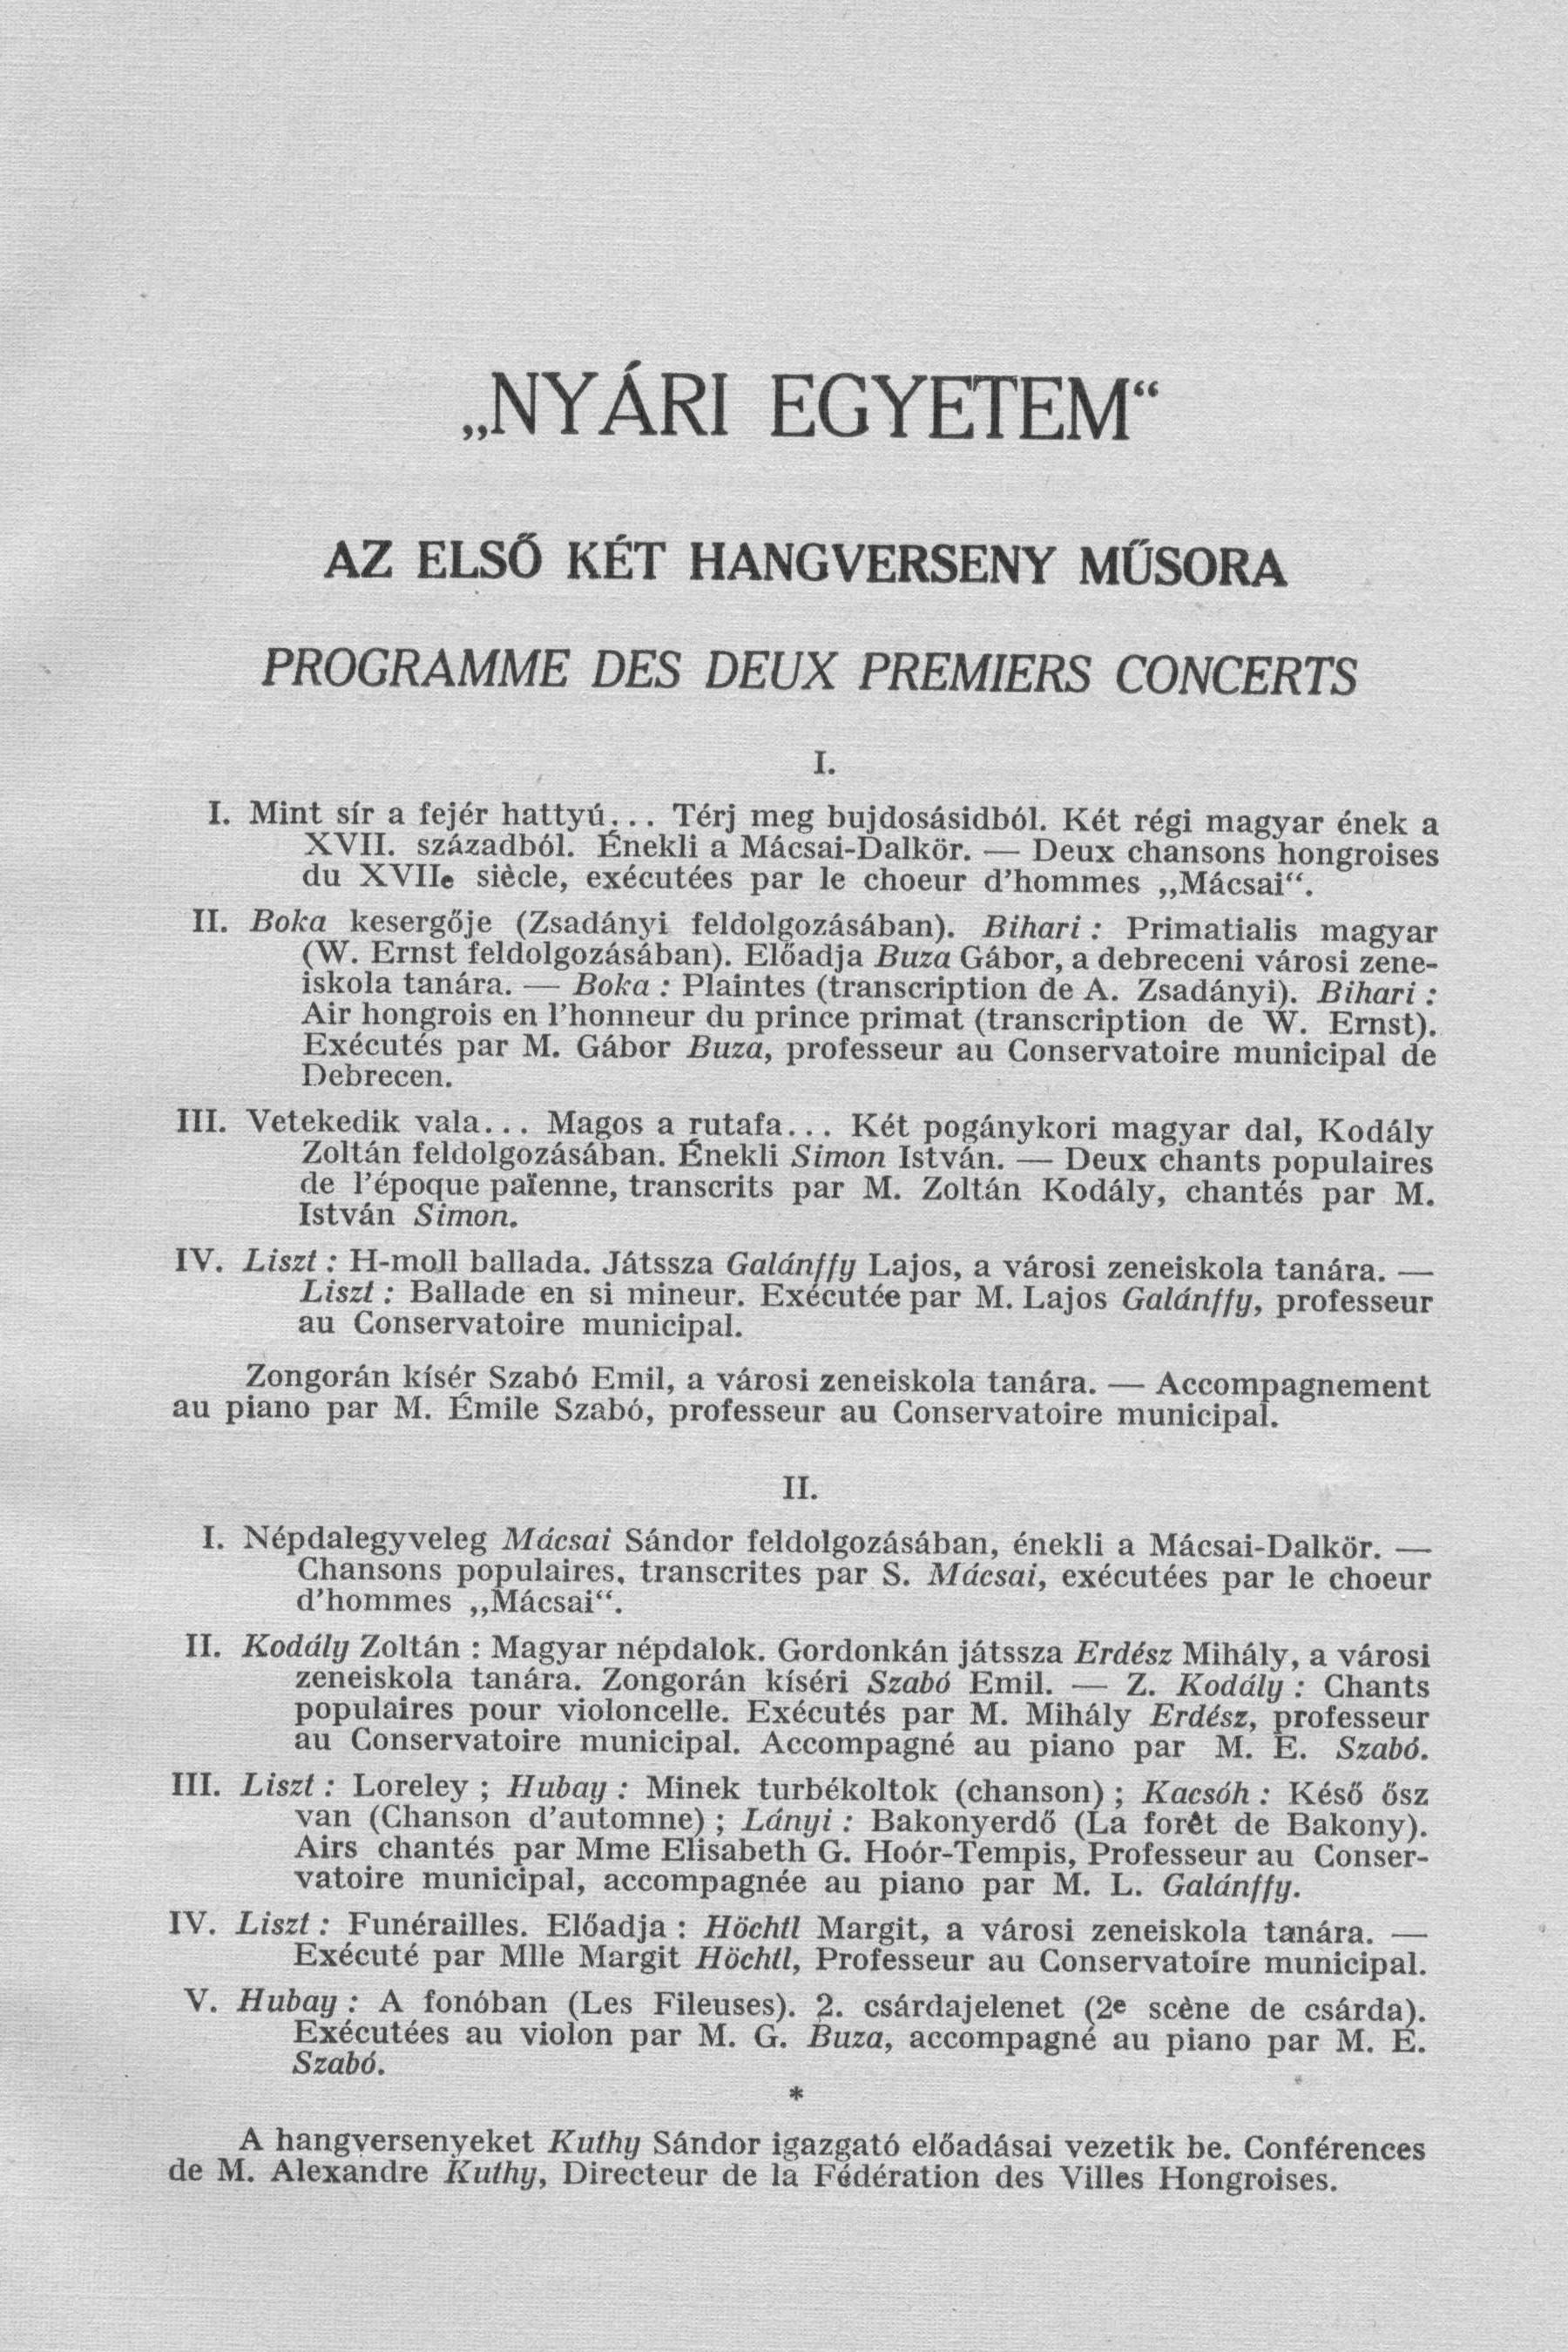 „NYÁRI EGYETEM“
AZ ELSŐ KÉT HANGVERSENY MŰSORA
PROGRAMME DES DEUX PREMIERS CONCERTS
I.
I. Mint sír a fejér hattyú... Térj meg bujdosásidból. Két régi magyar ének a
XVII. századból. Énekli a Mácsai-Dalkör. — Deux chansons hongroises
du XVIIe siècle, exécutées par le choeur d'hommes „Mácsai“.
II. Boka kesergője (Zsadányi feldolgozásában). Bihari : Primatialis magyar
(W. Ernst feldolgozásában). Előadja Buza Gábor, a debreceni városi zene-
iskola tanára. — Boka : Plaintes (transcription de A. Zsadányi). Bihari :
Air hongrois en l'honneur du prince primat (transcription de W. Ernst).
Exécutés par M. Gábor Buza, professeur au Conservatoire municipal de
Debrecen.
III. Vetekedik vala... Magos a rutafa... Két pogánykori magyar dal, Kodály
Zoltán feldolgozásában. Énekli Simon István. — Deux chants populaires
de l'époque païenne, transcrits par M. Zoltán Kodály, chantés par M.
István Simon.
IV. Liszt : H-moll ballada. Játssza Galánffy Lajos, a városi zeneiskola tanára. —
Liszt : Ballade en si mineur. Exécutée par M. Lajos Galánffy, professeur
au Conservatoire municipal.
Zongorán kísér Szabó Emil, a városi zeneiskola tanára. — Accompagnement
au piano par M. Émile Szabó, professeur au Conservatoire municipal.
II.
I. Népdalegyveleg Mácsai Sándor feldolgozásában, énekli a Mácsai-Dalkör. —
Chansons populaires, transcrites par S. Mácsai, exécutées par le choeur
d'hommes „Mácsai“.
II. Kodály Zoltán : Magyar népdalok. Gordonkán játssza Erdész Mihály, a városi
zeneiskola tanára. Zongorán kíséri Szabó Emil. — Z. Kodály : Chants
populaires pour violoncelle. Exécutés par M. Mihály Erdész, professeur
au Conservatoire municipal. Accompagné au piano par M. E. Szabó.
III. Liszt : Loreley ; Hubay : Minek turbékoltok (chanson) ; Kacsóh : Késő ősz
van (Chanson d'automne) ; Lányi : Bakonyerdő (La forêt de Bakony).
Airs chantés par Mme Elisabeth G. Hoór-Tempis, Professeur au Conser-
vatoire municipal, accompagnée au piano par M. L. Galánffy.
IV. Liszt : Funérailles. Előadja : Höchtl Margit, a városi zeneiskola tanára. —
Exécuté par Mlle Margit Höchtl, Professeur au Conservatoire municipal.
V. Hubay : A fonóban (Les Fileuses). 2. csárdajelenet (2e scène de csárda).
Exécutées au violon par M. G. Buza, accompagné au piano par M. E.
Szabó.
*
A hangversenyeket Kuthy Sándor igazgató előadásai vezetik be. Conférences
de M. Alexandre Kuthy, Directeur de la Fédération des Villes Hongroises.